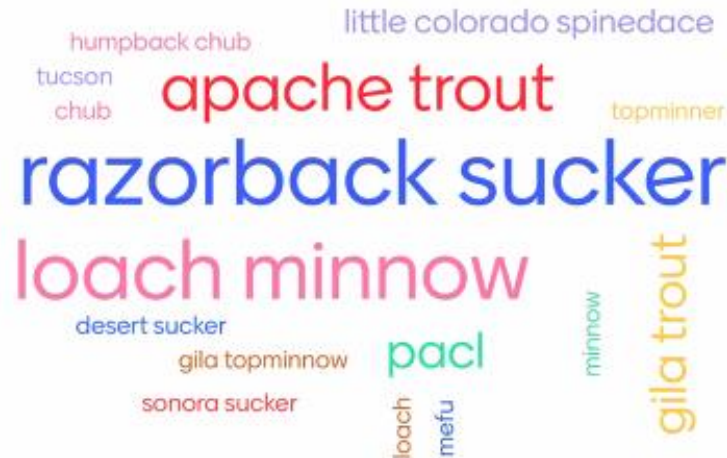 little colorado spinedace
humpback chub
tucson
apache trout
chub
topminner
razorback sucker
loach minnow
gila trout
minnow
desert sucker
pacl
gila topminnow
sonora sucker
loach
mefu